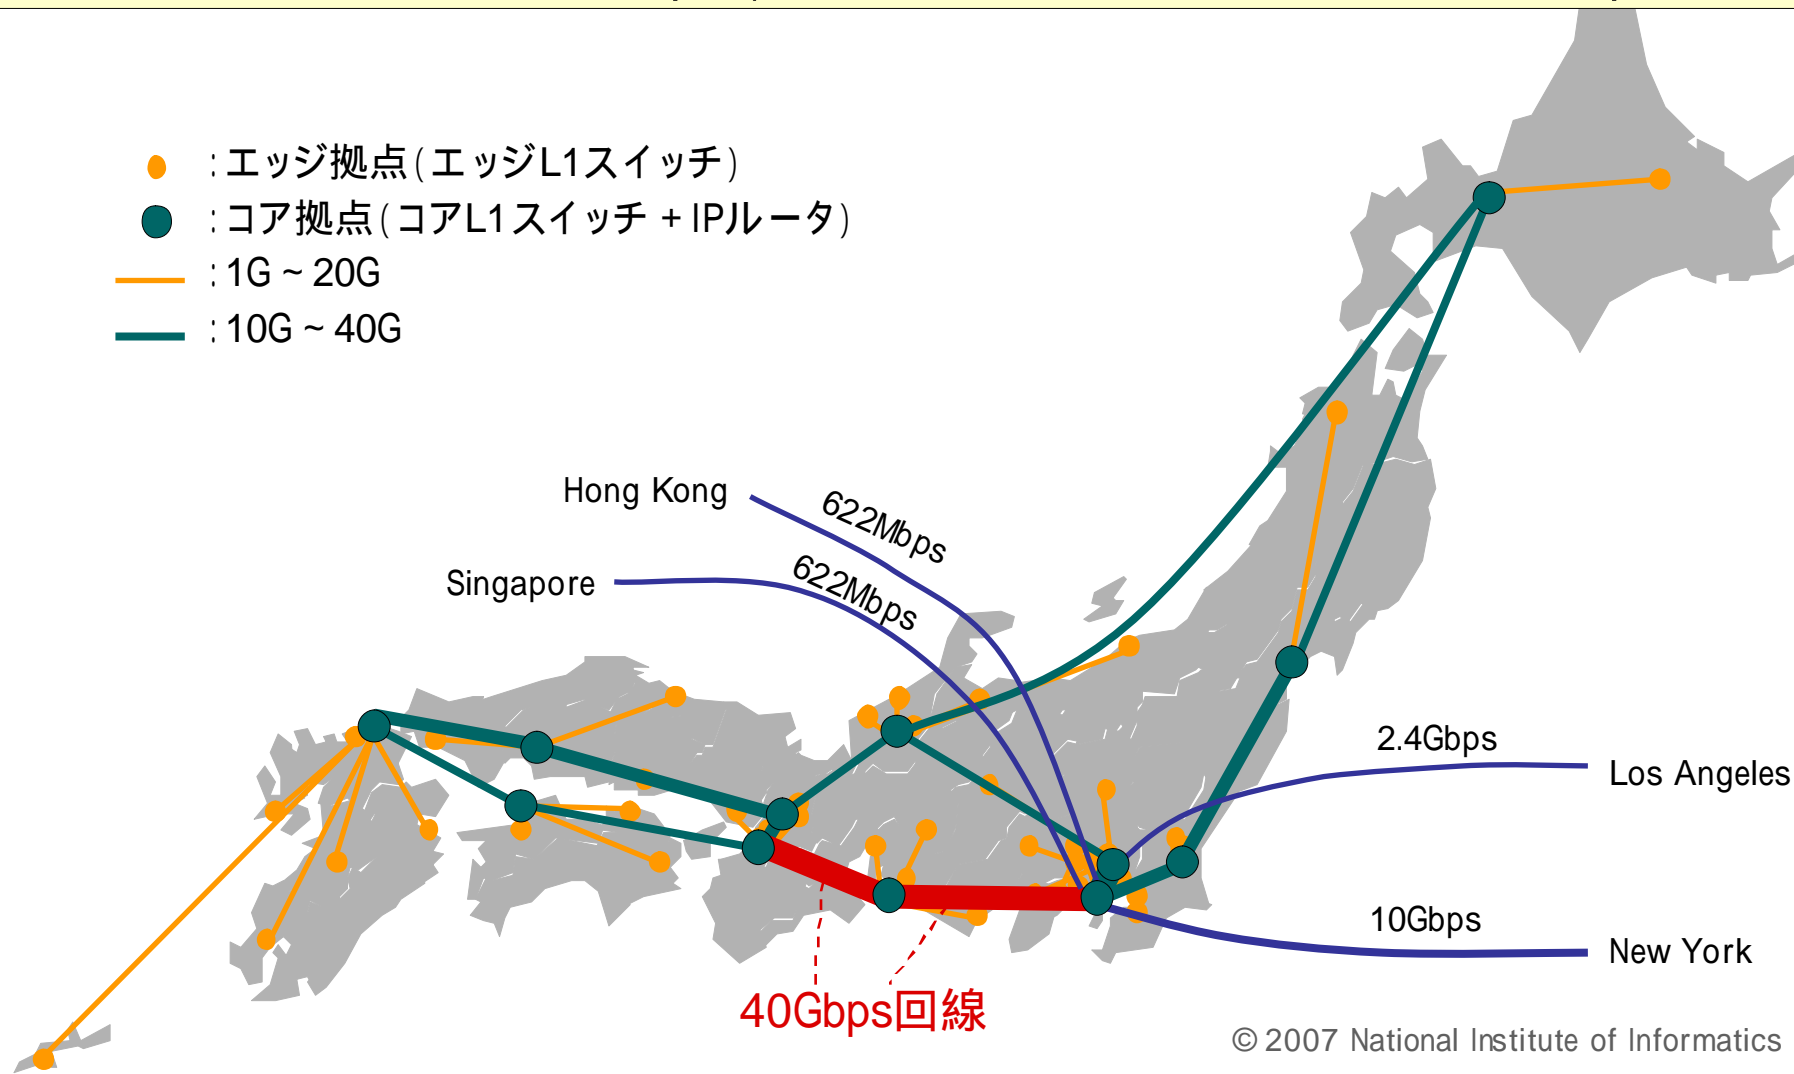 : エッジ拠点(エッジL1スイッチ)
: コア拠点(コアL1スイッチ + IPルータ)
: 1G ~ 20G
: 10G ~ 40G
Hong Kong
622Mbps
Singapore
622Mbps
2.4Gbps
Los Angeles
10Gbps
New York
40Gbps回線
© 2007 National Institute of Informatics